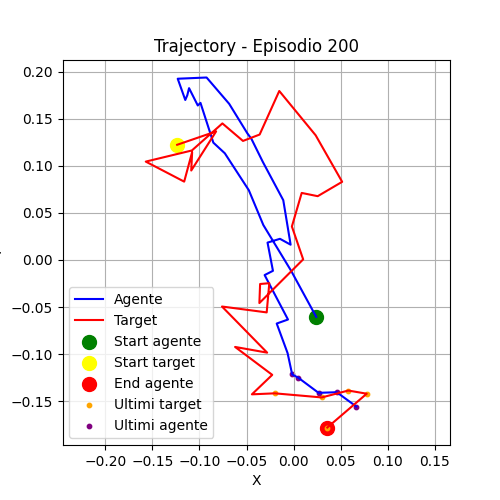 Trajectory - Episodio 200
0.20
0.15
0.10
0.05
0.00
−0.05
−0.10
−0.15
Agente
Target
Start agente
Start target
End agente
Ultimi target
Ultimi agente
−0.20 −0.15 −0.10 −0.05 0.00 0.05 0.10 0.15
X